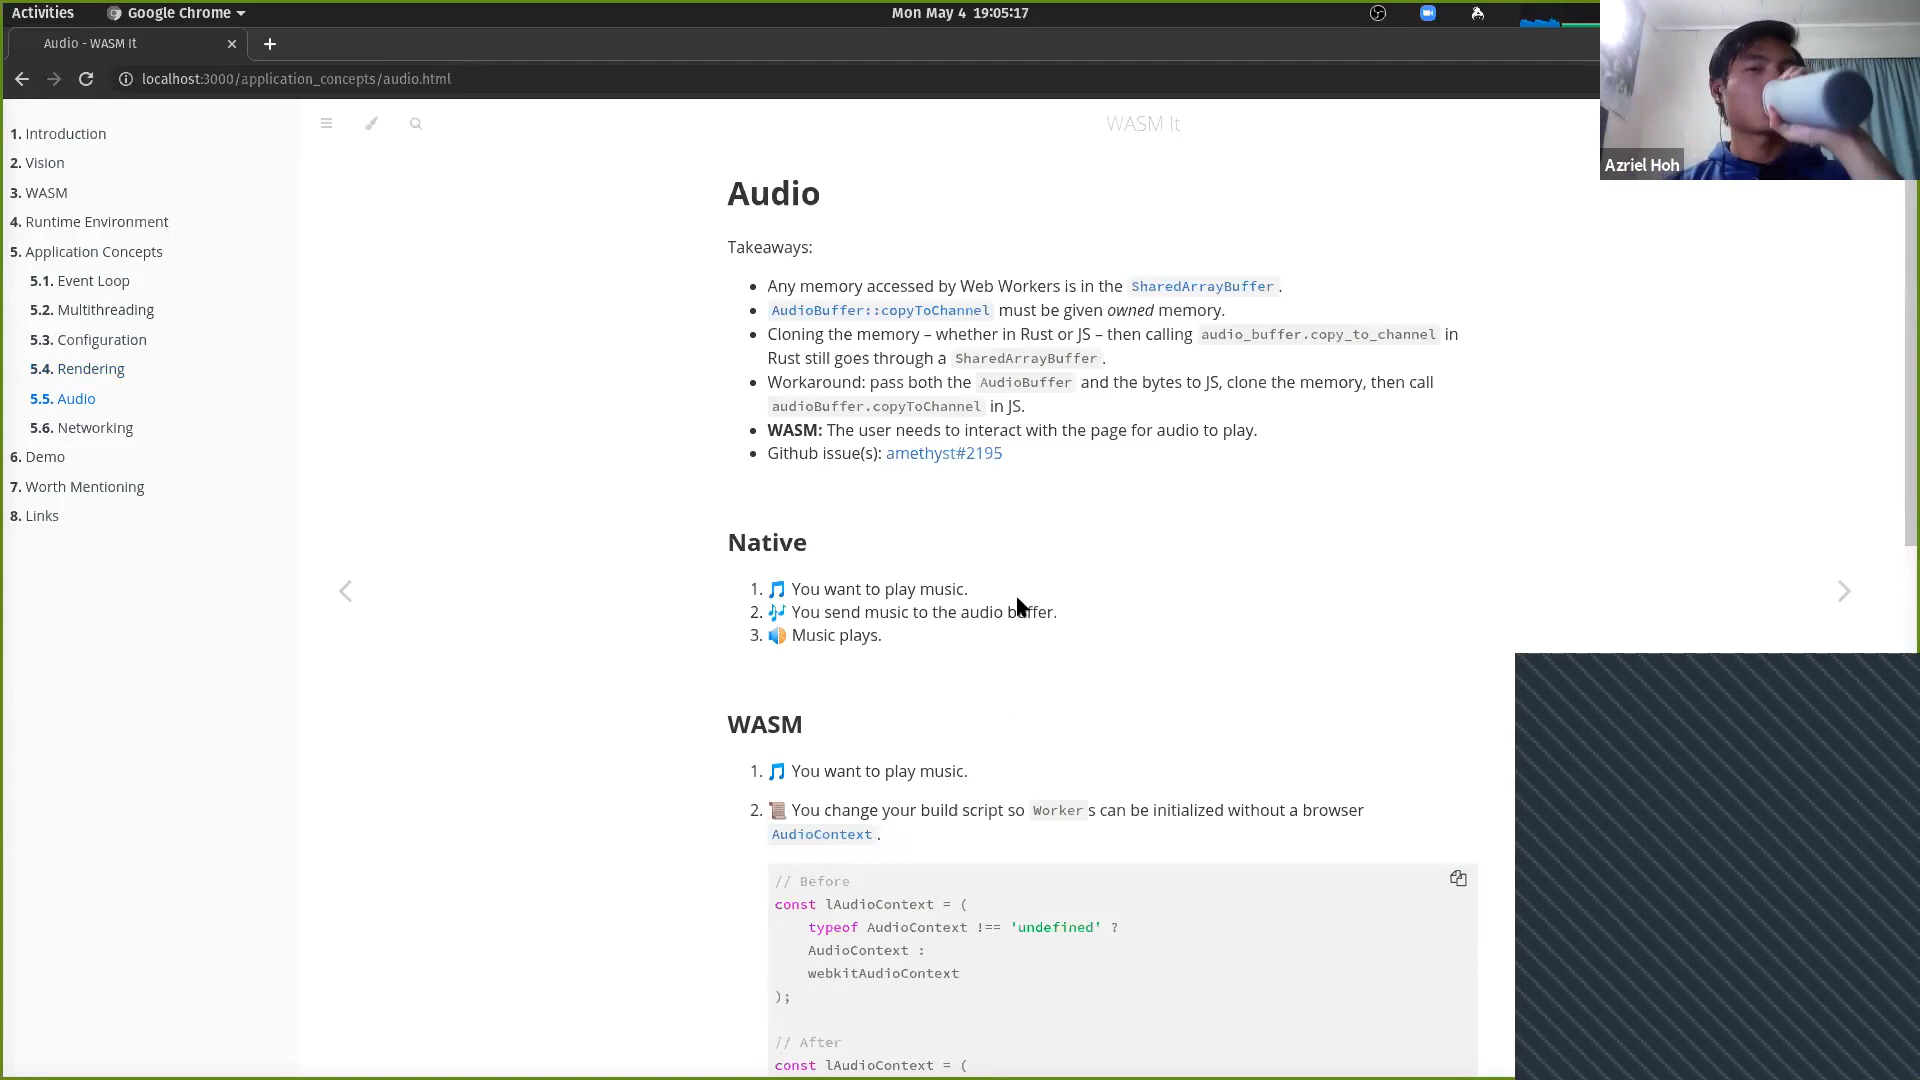 Activities
Google Chrome
Mon May 4 19:05:17
Audio - WASM It
localhost:3000/application_concepts/audio.html
Azriel Hoh
1. Introduction
2. Vision
3. WASM
4. Runtime Environment
5. Application Concepts
5.1. Event Loop
5.2. Multithreading
5.3. Configuration
5.4. Rendering
5.5. Audio
5.6. Networking
6. Demo
7. Worth Mentioning
8. Links
WASM It
Audio
Takeaways:
• Any memory accessed by Web Workers is in the SharedArrayBuffer.
• AudioBuffer::copyToChannel must be given owned memory.
• Cloning the memory – whether in Rust or JS – then calling audio_buffer.copy_to_channel in
Rust still goes through a SharedArrayBuffer.
• Workaround: pass both the AudioBuffer and the bytes to JS, clone the memory, then call
audioBuffer.copyToChannel in JS.
• WASM: The user needs to interact with the page for audio to play.
• Github issue(s): amethyst#2195
Native
1. 🎵 You want to play music.
2. 🎶 You send music to the audio buffer.
3. 🔊 Music plays.
WASM
1. 🎵 You want to play music.
2. 📜 You change your build script so Workers can be initialized without a browser
AudioContext.
// Before
const lAudioContext = (
typeof AudioContext !== 'undefined' ?
AudioContext :
webkitAudioContext
);
// After
const lAudioContext = (